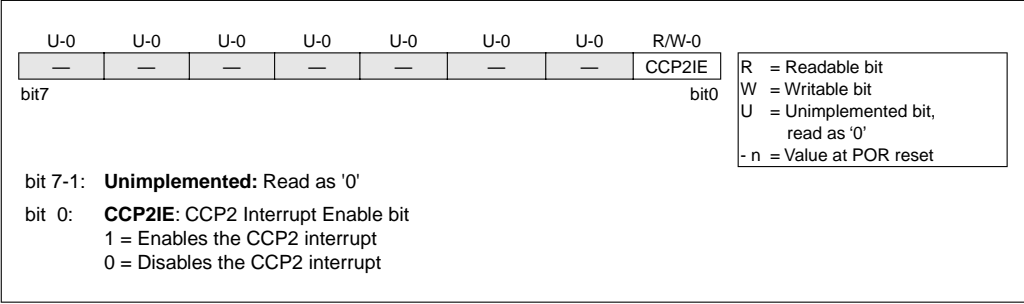 U-0 U-0 U-0 U-0 U-0 U-0 U-0 R/W-0
— — — — — — — CCP2IE
bit7 bit0
R = Readable bit
W = Writable bit
U = Unimplemented bit,
read as ‘0’
- n = Value at POR reset
bit 7-1: Unimplemented: Read as '0'
bit 0: CCP2IE: CCP2 Interrupt Enable bit
1 = Enables the CCP2 interrupt
0 = Disables the CCP2 interrupt